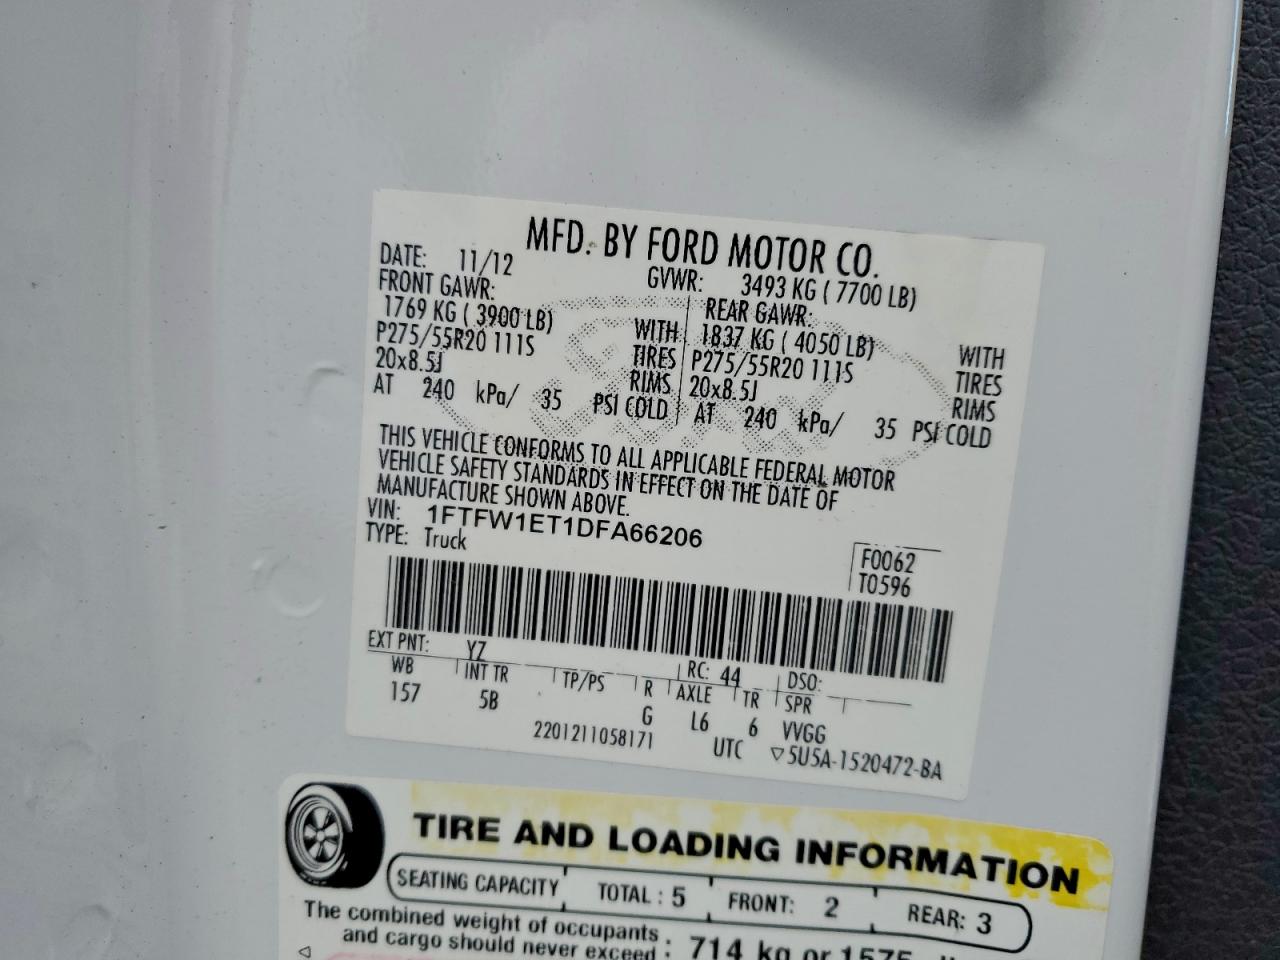 MFD. BY FORD MOTOR CO.
DATE: 11/12 GVWR: 3493 KG ( 7700 LB)
FRONT GAWR: REAR GAWR:
1769 KG ( 3900 LB) WITH 1837 KG ( 4050 LB) WITH
P275/55R20 111S TIRES P275/55R20 111S TIRES
20x8.5J RIMS 20x8.5J RIMS
AT 240 kPa/ 35 PSI COLD AT 240 kPa/ 35 PSI COLD
THIS VEHICLE CONFORMS TO ALL APPLICABLE FEDERAL MOTOR
VEHICLE SAFETY STANDARDS IN EFFECT ON THE DATE OF
MANUFACTURE SHOWN ABOVE.
VIN: 1FTFW1ET1DFA66206
TYPE: Truck
F0062
T0596
EXT PNT: YZ RC: 44 DSO:
WB INT TR TP/PS R AXLE TR SPR
157 5B G L6 6 VVGG
2201211058171 UTC ▽5U5A-1520472-BA
TIRE AND LOADING INFORMATION
SEATING CAPACITY TOTAL : 5 FRONT: 2 REAR: 3
The combined weight of occupants
and cargo should never exceed : 714 kg or 1575